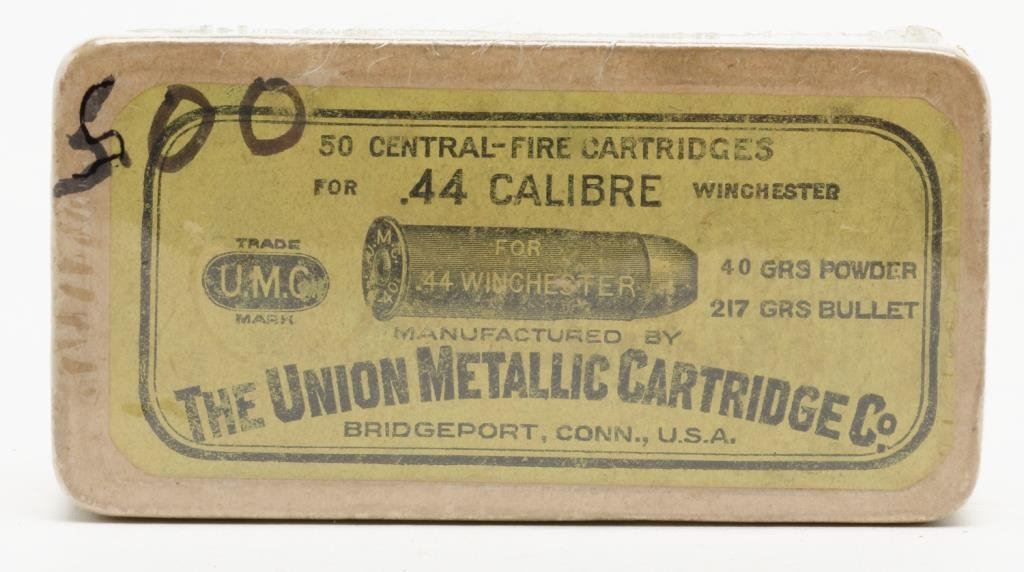 500
50 CENTRAL-FIRE CARTRIDGES
FOR .44 CALIBRE WINCHESTER
U.M.C.
FOR
.44 WINCHESTER
TRADE
U.M.C.
MARK
40 GRS POWDER
217 GRS BULLET
MANUFACTURED BY
THE UNION METALLIC CARTRIDGE CO.
BRIDGEPORT, CONN., U.S.A.